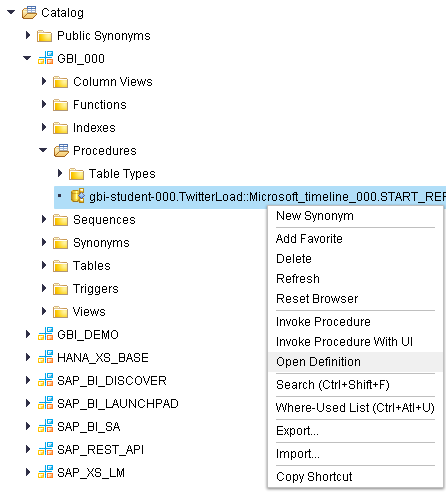 Catalog
Public Synonyms
GBI_000
Column Views
Functions
Indexes
Procedures
Table Types
gbi-student-000.TwitterLoad::Microsoft_timeline_000.START_REP
New Synonym
Sequences
Add Favorite
Synonyms
Delete
Tables
Refresh
Triggers
Reset Browser
Views
Invoke Procedure
GBI_DEMO
Invoke Procedure With UI
HANA_XS_BASE
Open Definition
SAP_BI_DISCOVER
Search (Ctrl+Shift+F)
SAP_BI_LAUNCHPAD
Where-Used List (Ctrl+Atl+U)
SAP_BI_SA
Export...
SAP_REST_API
Import...
SAP_XS_LM
Copy Shortcut